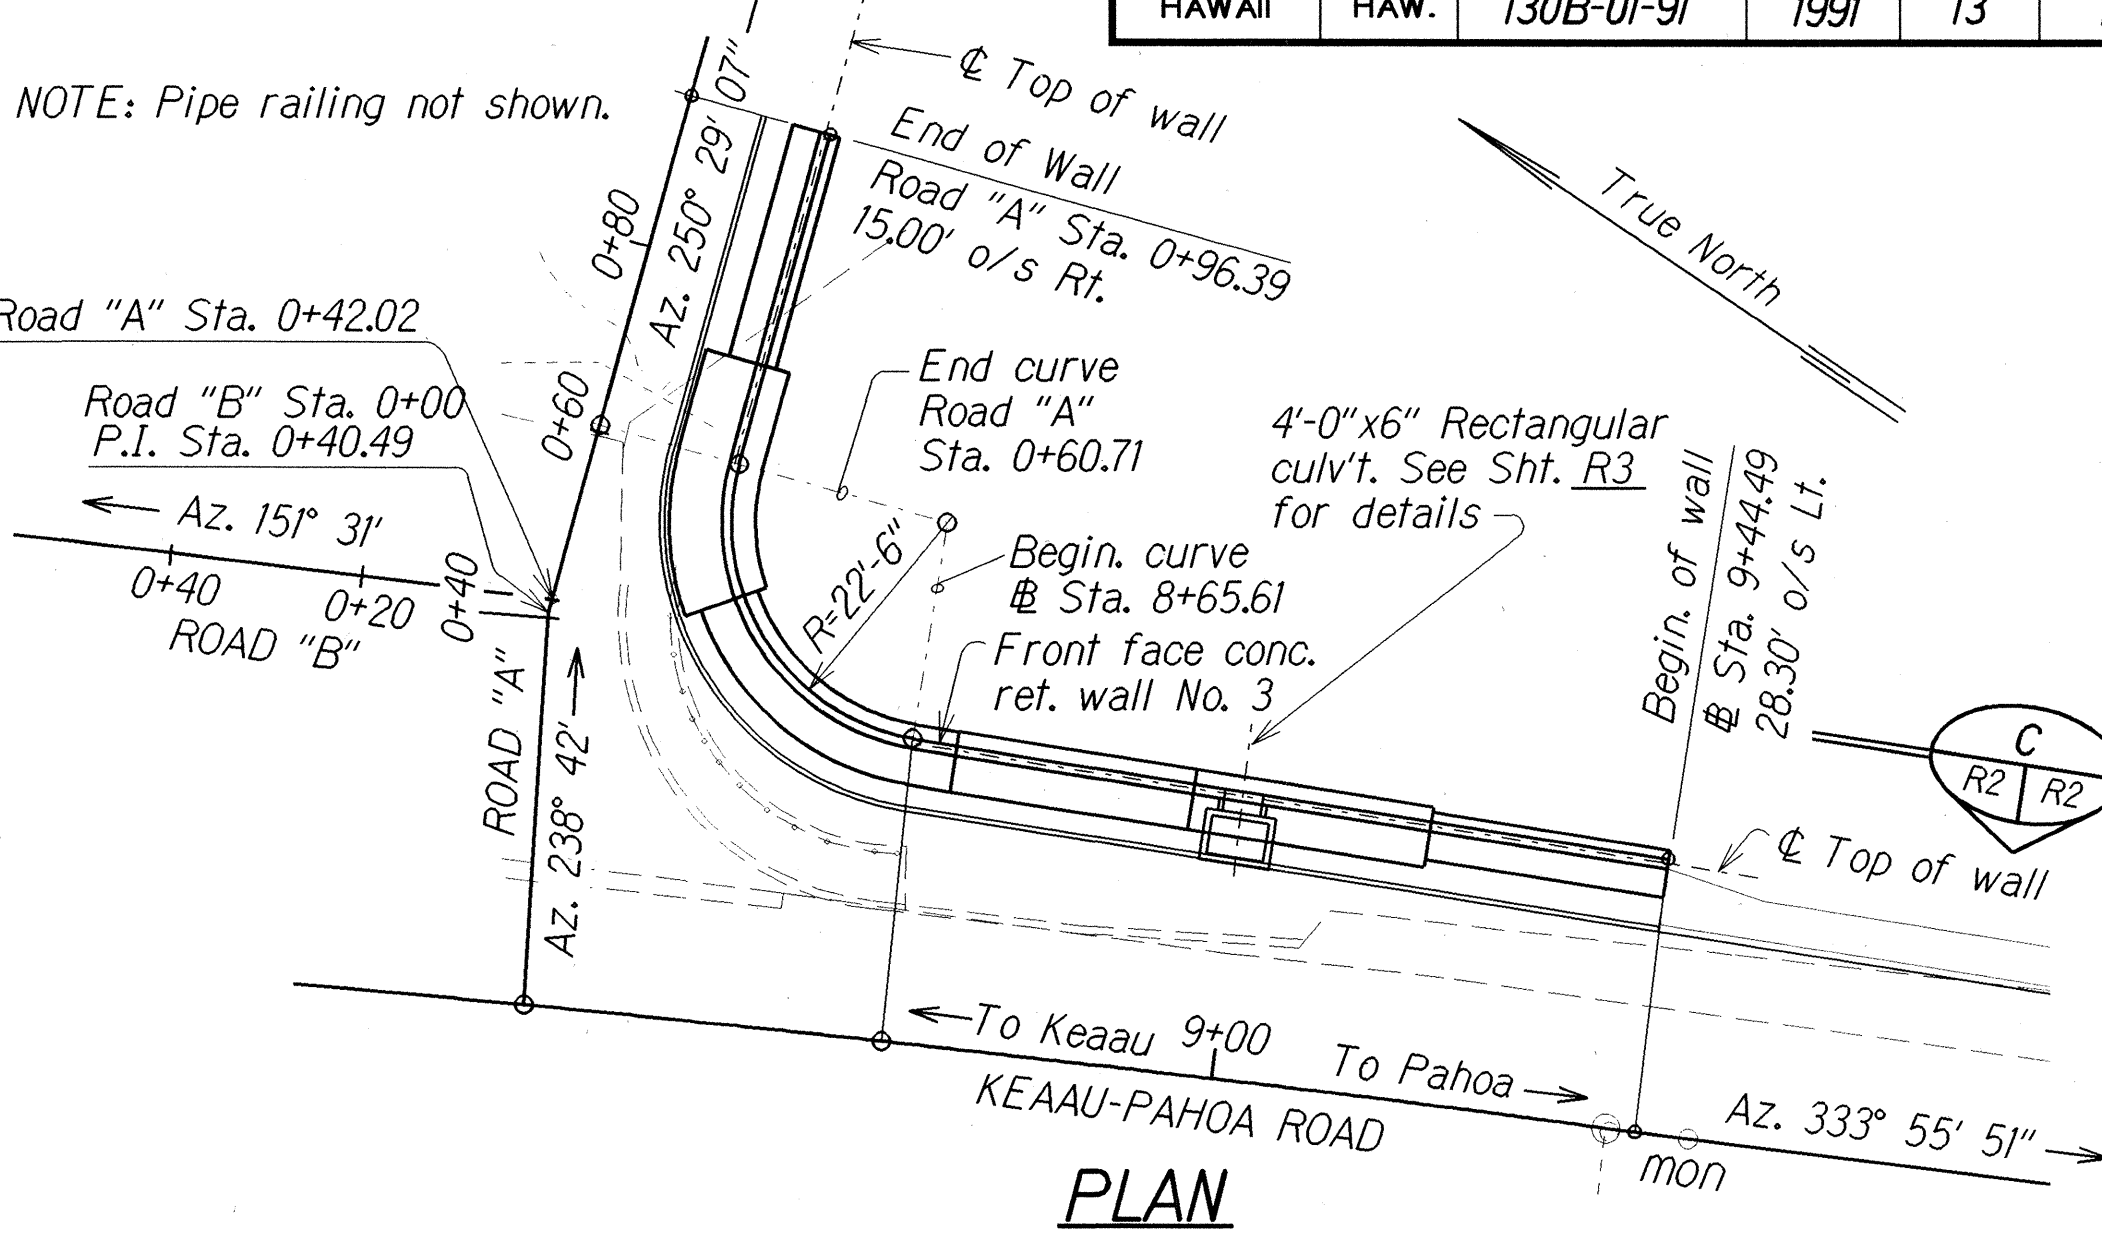 HAWAII HAW. 130B-01-91 1991 13
NOTE: Pipe railing not shown.
07"
℄ Top of wall
End of Wall
Road "A" Sta. 0+96.39
15.00' o/s Rt.
True North
Az. 250° 29'
0+80
Road "A" Sta. 0+42.02
Road "B" Sta. 0+00
P.I. Sta. 0+40.49
0+60
End curve
Road "A"
Sta. 0+60.71
4'-0"x6" Rectangular
culv't. See Sht. R3
for details
Begin. of wall
Sta. 9+44.49
28.30' o/s Lt.
Az. 151° 31'
0+40
0+20
0+40
ROAD "B"
R=22'-6"
Begin. curve
Sta. 8+65.61
Front face conc.
ret. wall No. 3
ROAD "A"
Az. 238° 42'
C
R2 R2
℄ Top of wall
To Keaau 9+00 To Pahoa
KEAAU-PAHOA ROAD
Az. 333° 55' 51"
mon
PLAN